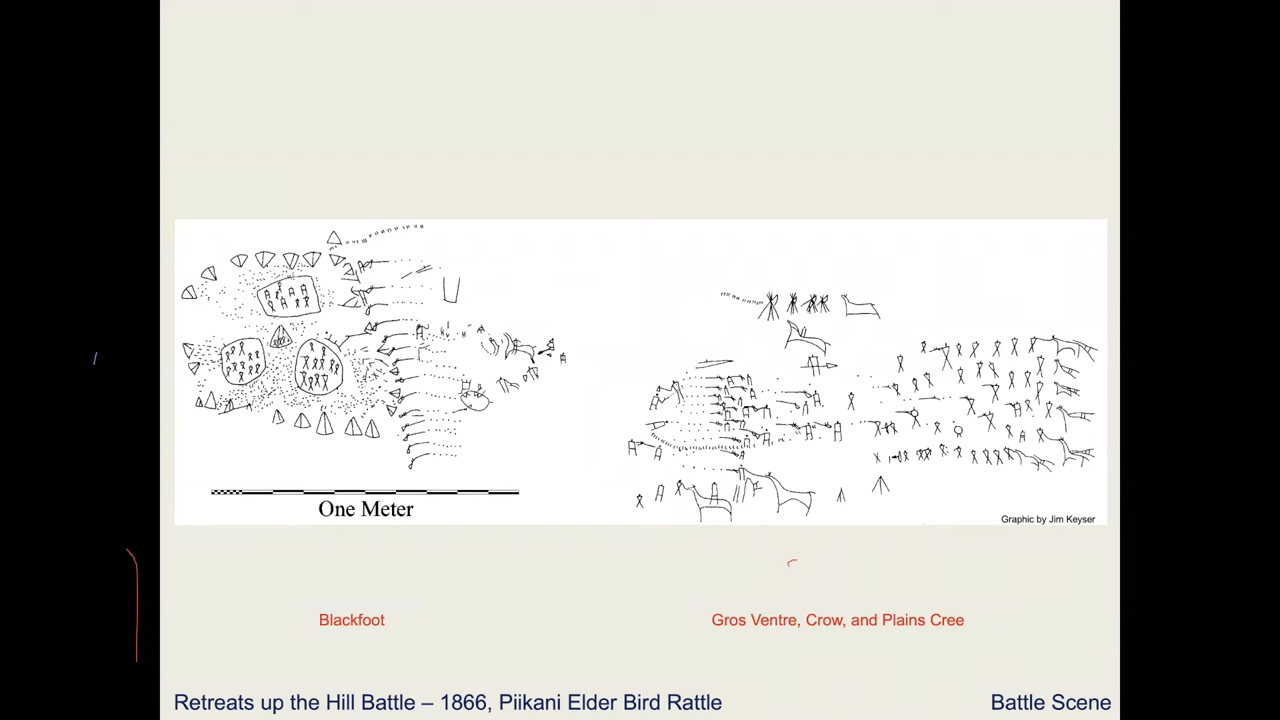 One Meter
Graphic by Jim Keyser
Blackfoot
Gros Ventre, Crow, and Plains Cree
Retreats up the Hill Battle – 1866, Piikani Elder Bird Rattle
Battle Scene